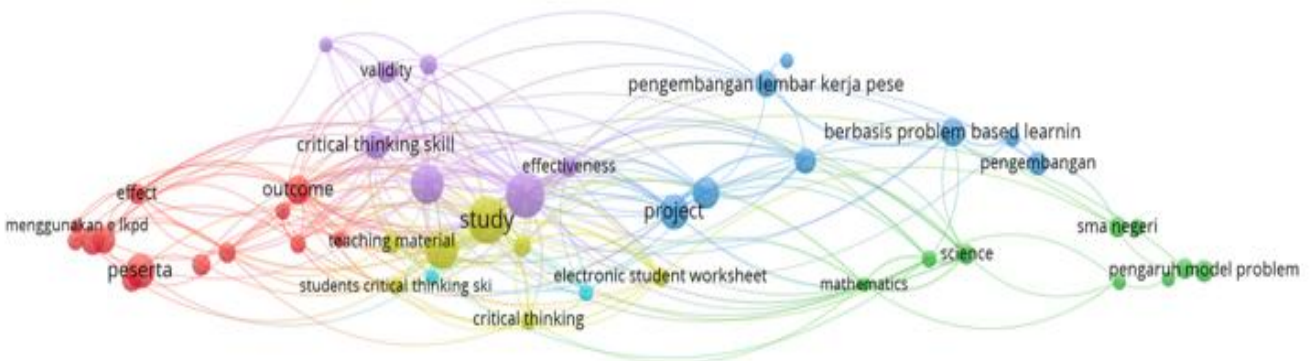 validity
pengembangan lembar kerja pese
critical thinking skill
berbasis problem based learnin
effectiveness
pengembangan
effect
outcome
study
project
menggunakan e lkpd
sma negeri
teaching material
science
peserta
electronic student worksheet
pengaruh model problem
students critical thinking ski
mathematics
critical thinking